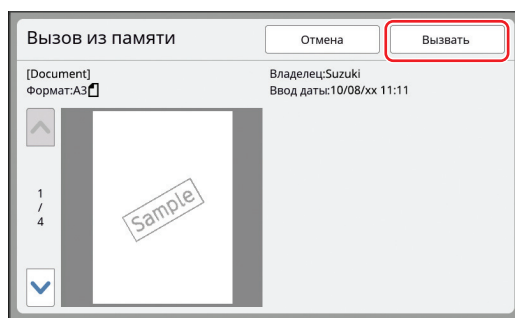 Вызов из памяти
Отмена
Вызвать
[Document]
Формат:A3
Владелец:Suzuki
Ввод даты:10/08/xx 11:11
1
/
4
Sample